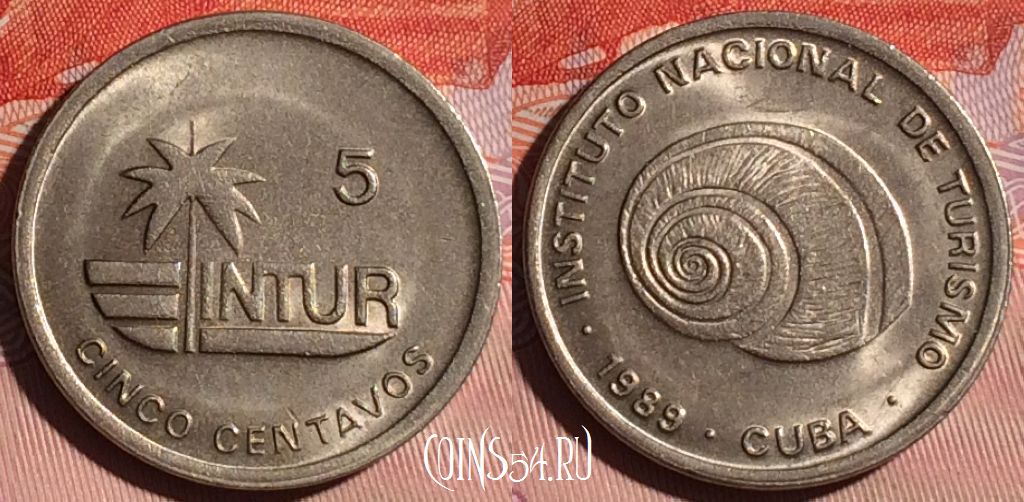 5
INTUR
CINCO CENTAVOS
INSTITUTO NACIONAL DE TURISMO
· 1989 · CUBA ·
COINS54.RU